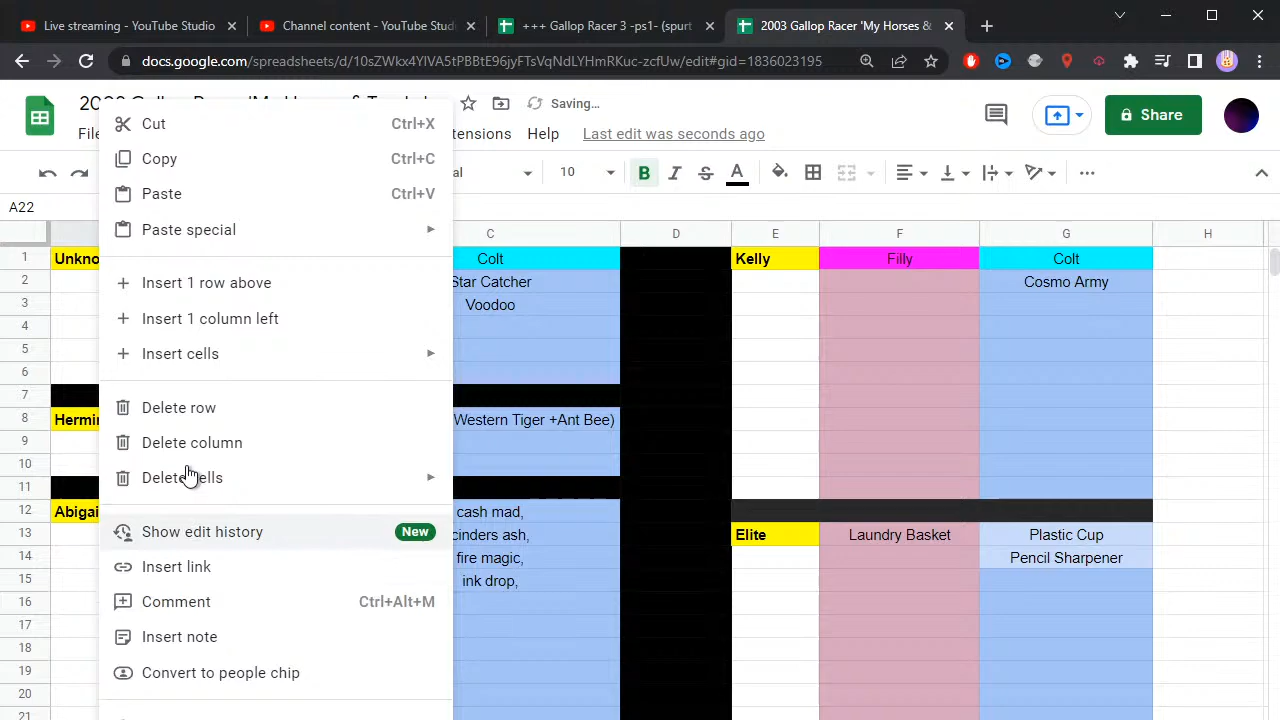 Live streaming - YouTube Studio
Channel content - YouTube Studi
+++ Gallop Racer 3 -ps1- (spurt
2003 Gallop Racer 'My Horses &
docs.google.com/spreadsheets/d/10sZWkx4YlVA5tPBBtE96jyFTsVqNdLYHmRKuc-zcfUw/edit#gid=1836023195
Saving...
File
tensions
Help
Last edit was seconds ago
Share
al
10
B
I
S
A
A22
C
D
E
F
G
H
1
Unkno
Colt
Kelly
Filly
Colt
2
Star Catcher
Cosmo Army
3
Voodoo
4
5
6
7
8
Hermi
Western Tiger +Ant Bee)
9
10
11
12
Abigai
cash mad,
13
cinders ash,
Elite
Laundry Basket
Plastic Cup
14
fire magic,
Pencil Sharpener
15
ink drop,
16
17
18
19
20
21
Cut
Ctrl+X
Copy
Ctrl+C
Paste
Ctrl+V
Paste special
Insert 1 row above
Insert 1 column left
Insert cells
Delete row
Delete column
Delete cells
Show edit history
New
Insert link
Comment
Ctrl+Alt+M
Insert note
Convert to people chip